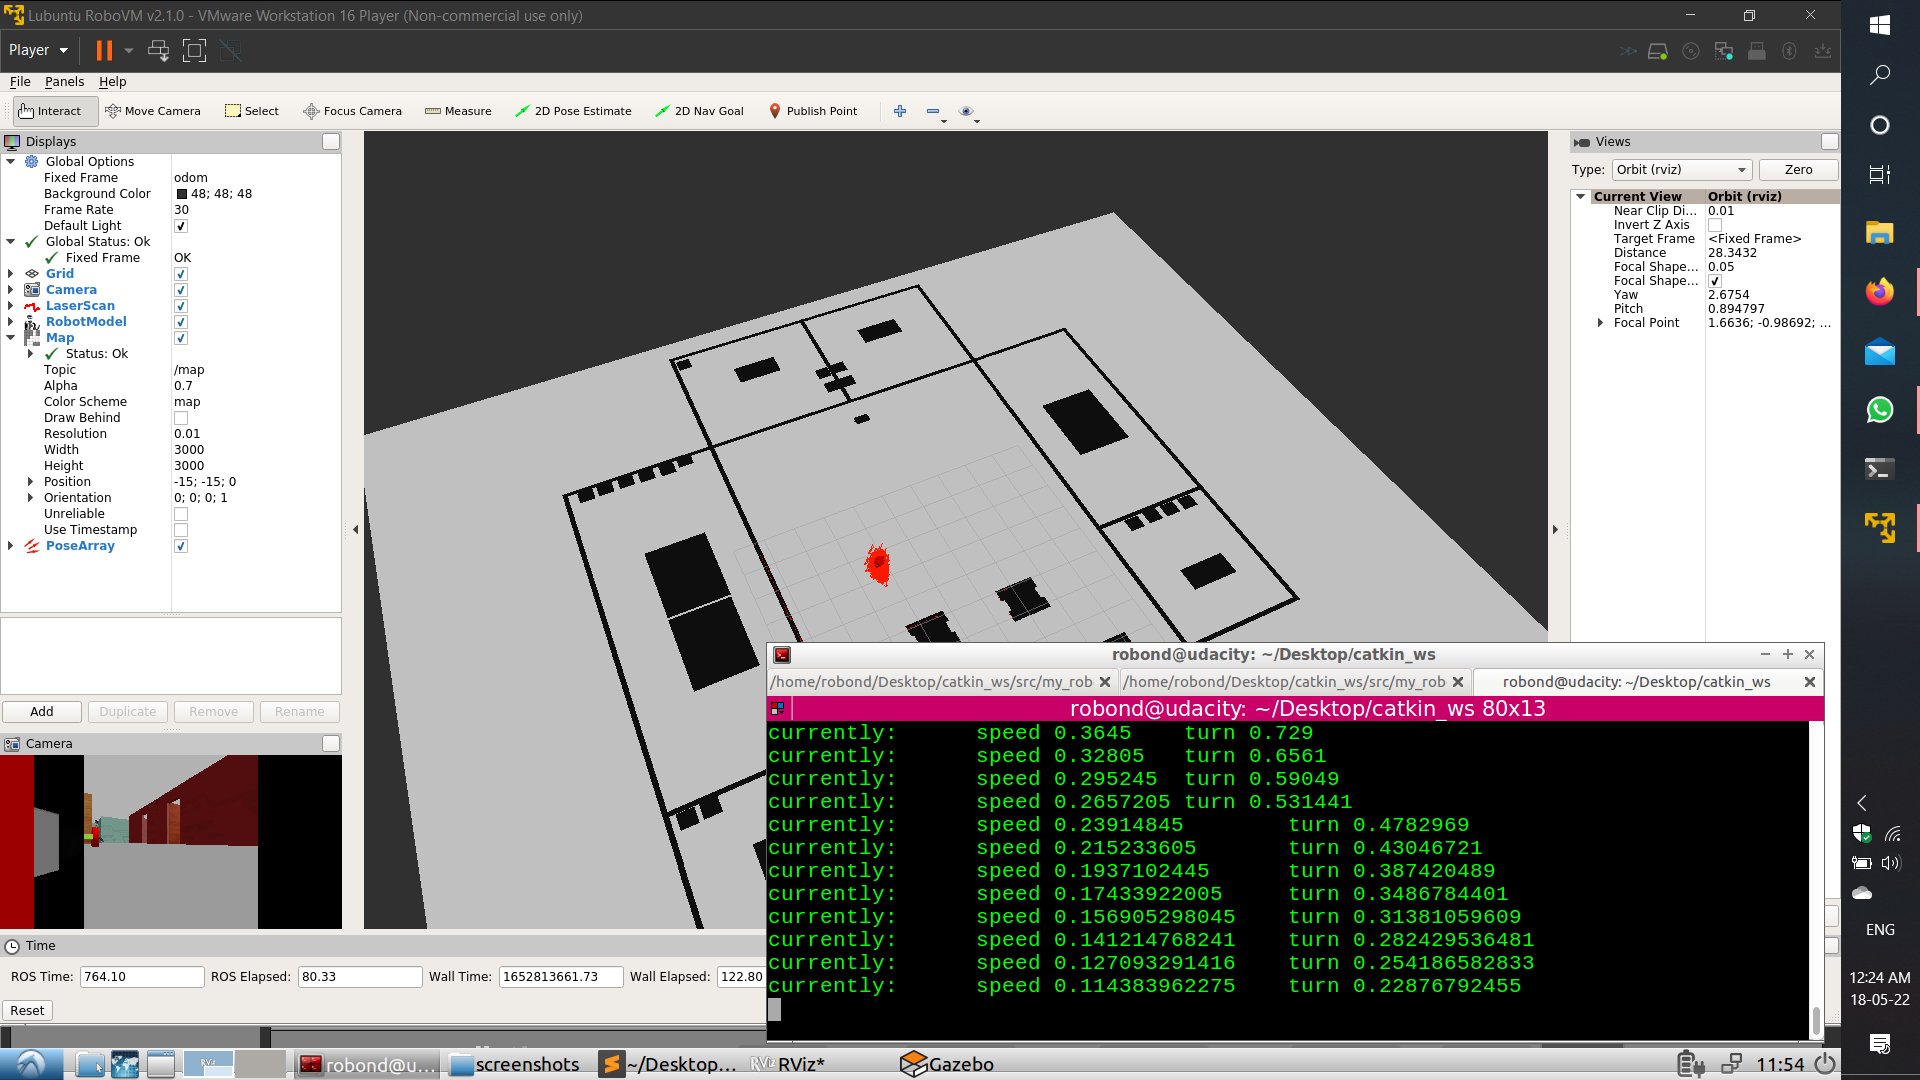 Lubuntu RoboVM v2.1.0 - VMware Workstation 16 Player (Non-commercial use only)
Player
File Panels Help
Interact Move Camera Select Focus Camera Measure 2D Pose Estimate 2D Nav Goal Publish Point
Displays
Global Options
Fixed Frame odom
Background Color 48; 48; 48
Frame Rate 30
Default Light
Global Status: Ok
Fixed Frame OK
Grid
Camera
LaserScan
RobotModel
Map
Status: Ok
Topic /map
Alpha 0.7
Color Scheme map
Draw Behind
Resolution 0.01
Width 3000
Height 3000
Position -15; -15; 0
Orientation 0; 0; 0; 1
Unreliable
Use Timestamp
PoseArray
Add Duplicate Remove Rename
Camera
Time
ROS Time: 764.10 ROS Elapsed: 80.33 Wall Time: 1652813661.73 Wall Elapsed: 122.80
Reset
Views
Type: Orbit (rviz) Zero
Current View Orbit (rviz)
Near Clip Di... 0.01
Invert Z Axis
Target Frame <Fixed Frame>
Distance 28.3432
Focal Shape... 0.05
Focal Shape...
Yaw 2.6754
Pitch 0.894797
Focal Point 1.6636; -0.98692; ...
robond@udacity: ~/Desktop/catkin_ws
/home/robond/Desktop/catkin_ws/src/my_rob /home/robond/Desktop/catkin_ws/src/my_rob robond@udacity: ~/Desktop/catkin_ws
robond@udacity: ~/Desktop/catkin_ws 80x13
currently: speed 0.3645 turn 0.729
currently: speed 0.32805 turn 0.6561
currently: speed 0.295245 turn 0.59049
currently: speed 0.2657205 turn 0.531441
currently: speed 0.23914845 turn 0.4782969
currently: speed 0.215233605 turn 0.43046721
currently: speed 0.1937102445 turn 0.387420489
currently: speed 0.17433922005 turn 0.3486784401
currently: speed 0.156905298045 turn 0.31381059609
currently: speed 0.141214768241 turn 0.282429536481
currently: speed 0.127093291416 turn 0.254186582833
currently: speed 0.114383962275 turn 0.22876792455
RViz robond@u... screenshots ~/Desktop... RViz RViz* Gazebo 11:54
ENG
12:24 AM
18-05-22